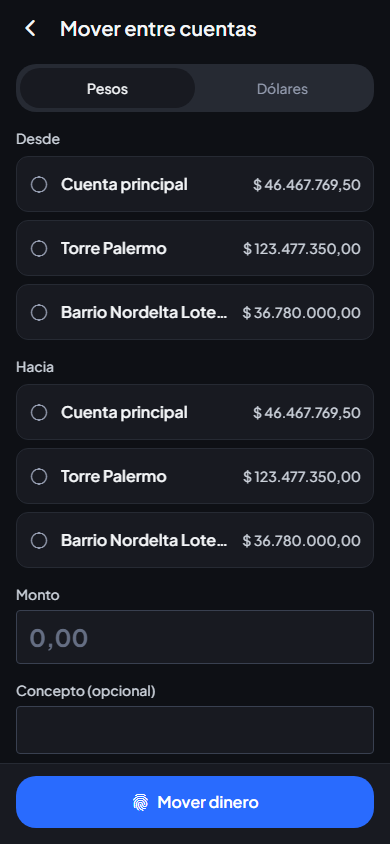 Mover entre cuentas
Pesos
Dólares
Desde
Cuenta principal $ 46.467.769,50
Torre Palermo $ 123.477.350,00
Barrio Nordelta Lote... $ 36.780.000,00
Hacia
Cuenta principal $ 46.467.769,50
Torre Palermo $ 123.477.350,00
Barrio Nordelta Lote... $ 36.780.000,00
Monto
0,00
Concepto (opcional)
Mover dinero